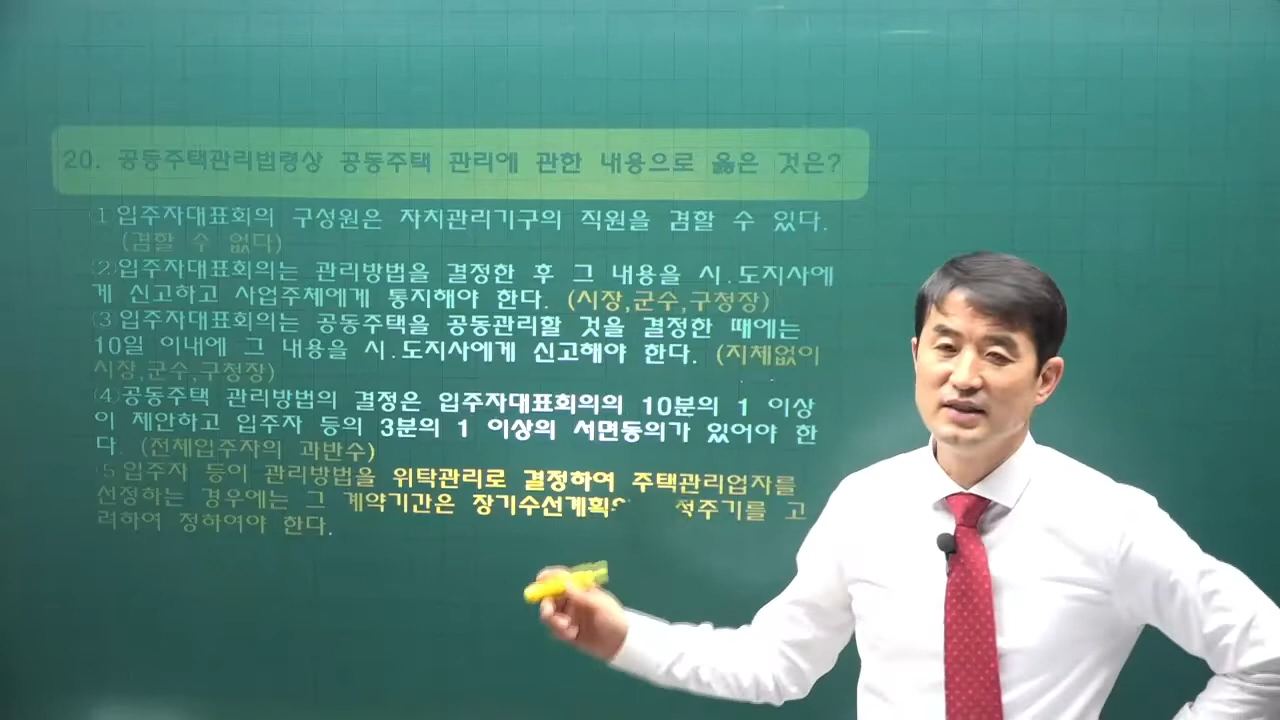 20. 공동주택관리법령상 공동주택 관리에 관한 내용으로 옳은 것은?
(1 입주자대표회의 구성원은 자치관리기구의 직원을 겸할 수 있다.
(겸할 수 없다)
(2)입주자대표회의는 관리방법을 결정한 후 그 내용을 시.도지사에
게 신고하고 사업주체에게 통지해야 한다. (시장,군수,구청장)
(3 입주자대표회의는 공동주택을 공동관리할 것을 결정한 때에는
10일 이내에 그 내용을 시.도지사에게 신고해야 한다. (지체없이
시장,군수,구청장)
(4)공동주택 관리방법의 결정은 입주자대표회의의 10분의 1 이상
이 제안하고 입주자 등의 3분의 1 이상의 서면동의가 있어야 한
다. (전체입주자의 과반수)
(5 입주자 등이 관리방법을 위탁관리로 결정하여 주택관리업자를
선정하는 경우에는 그 계약기간은 장기수선계획의 고
려하여 정하여야 한다.